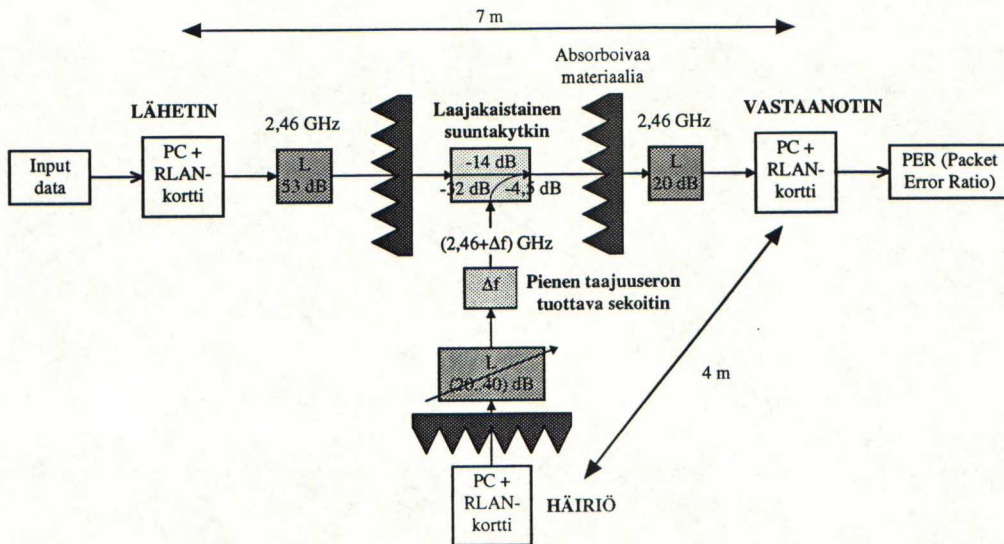 7 m
Absorboivaa
materiaalia
LÄHETIN
2,46 GHz
Laajakaistainen
suuntakytkin
2,46 GHz
VASTAANOTIN
Input
data
PC +
RLAN-
kortti
L
53 dB
-14 dB
-32 dB
-4,5 dB
L
20 dB
PC +
RLAN-
kortti
PER (Packet
Error Ratio)
(2,46+Δf) GHz
Δf
Pienen taajuuseron
tuottava sekoitin
L
(20..40) dB
4 m
PC +
RLAN-
kortti
HÄIRIÖ